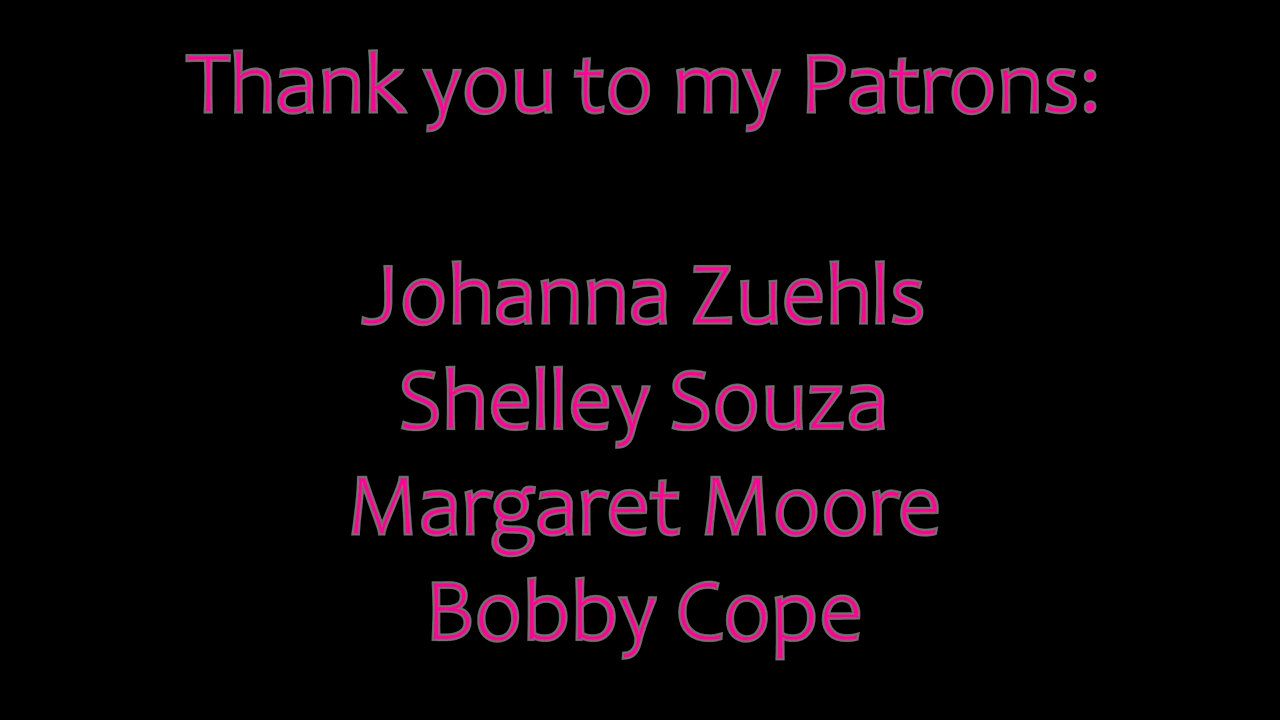 Thank you to my Patrons:
Johanna Zuehls
Shelley Souza
Margaret Moore
Bobby Cope